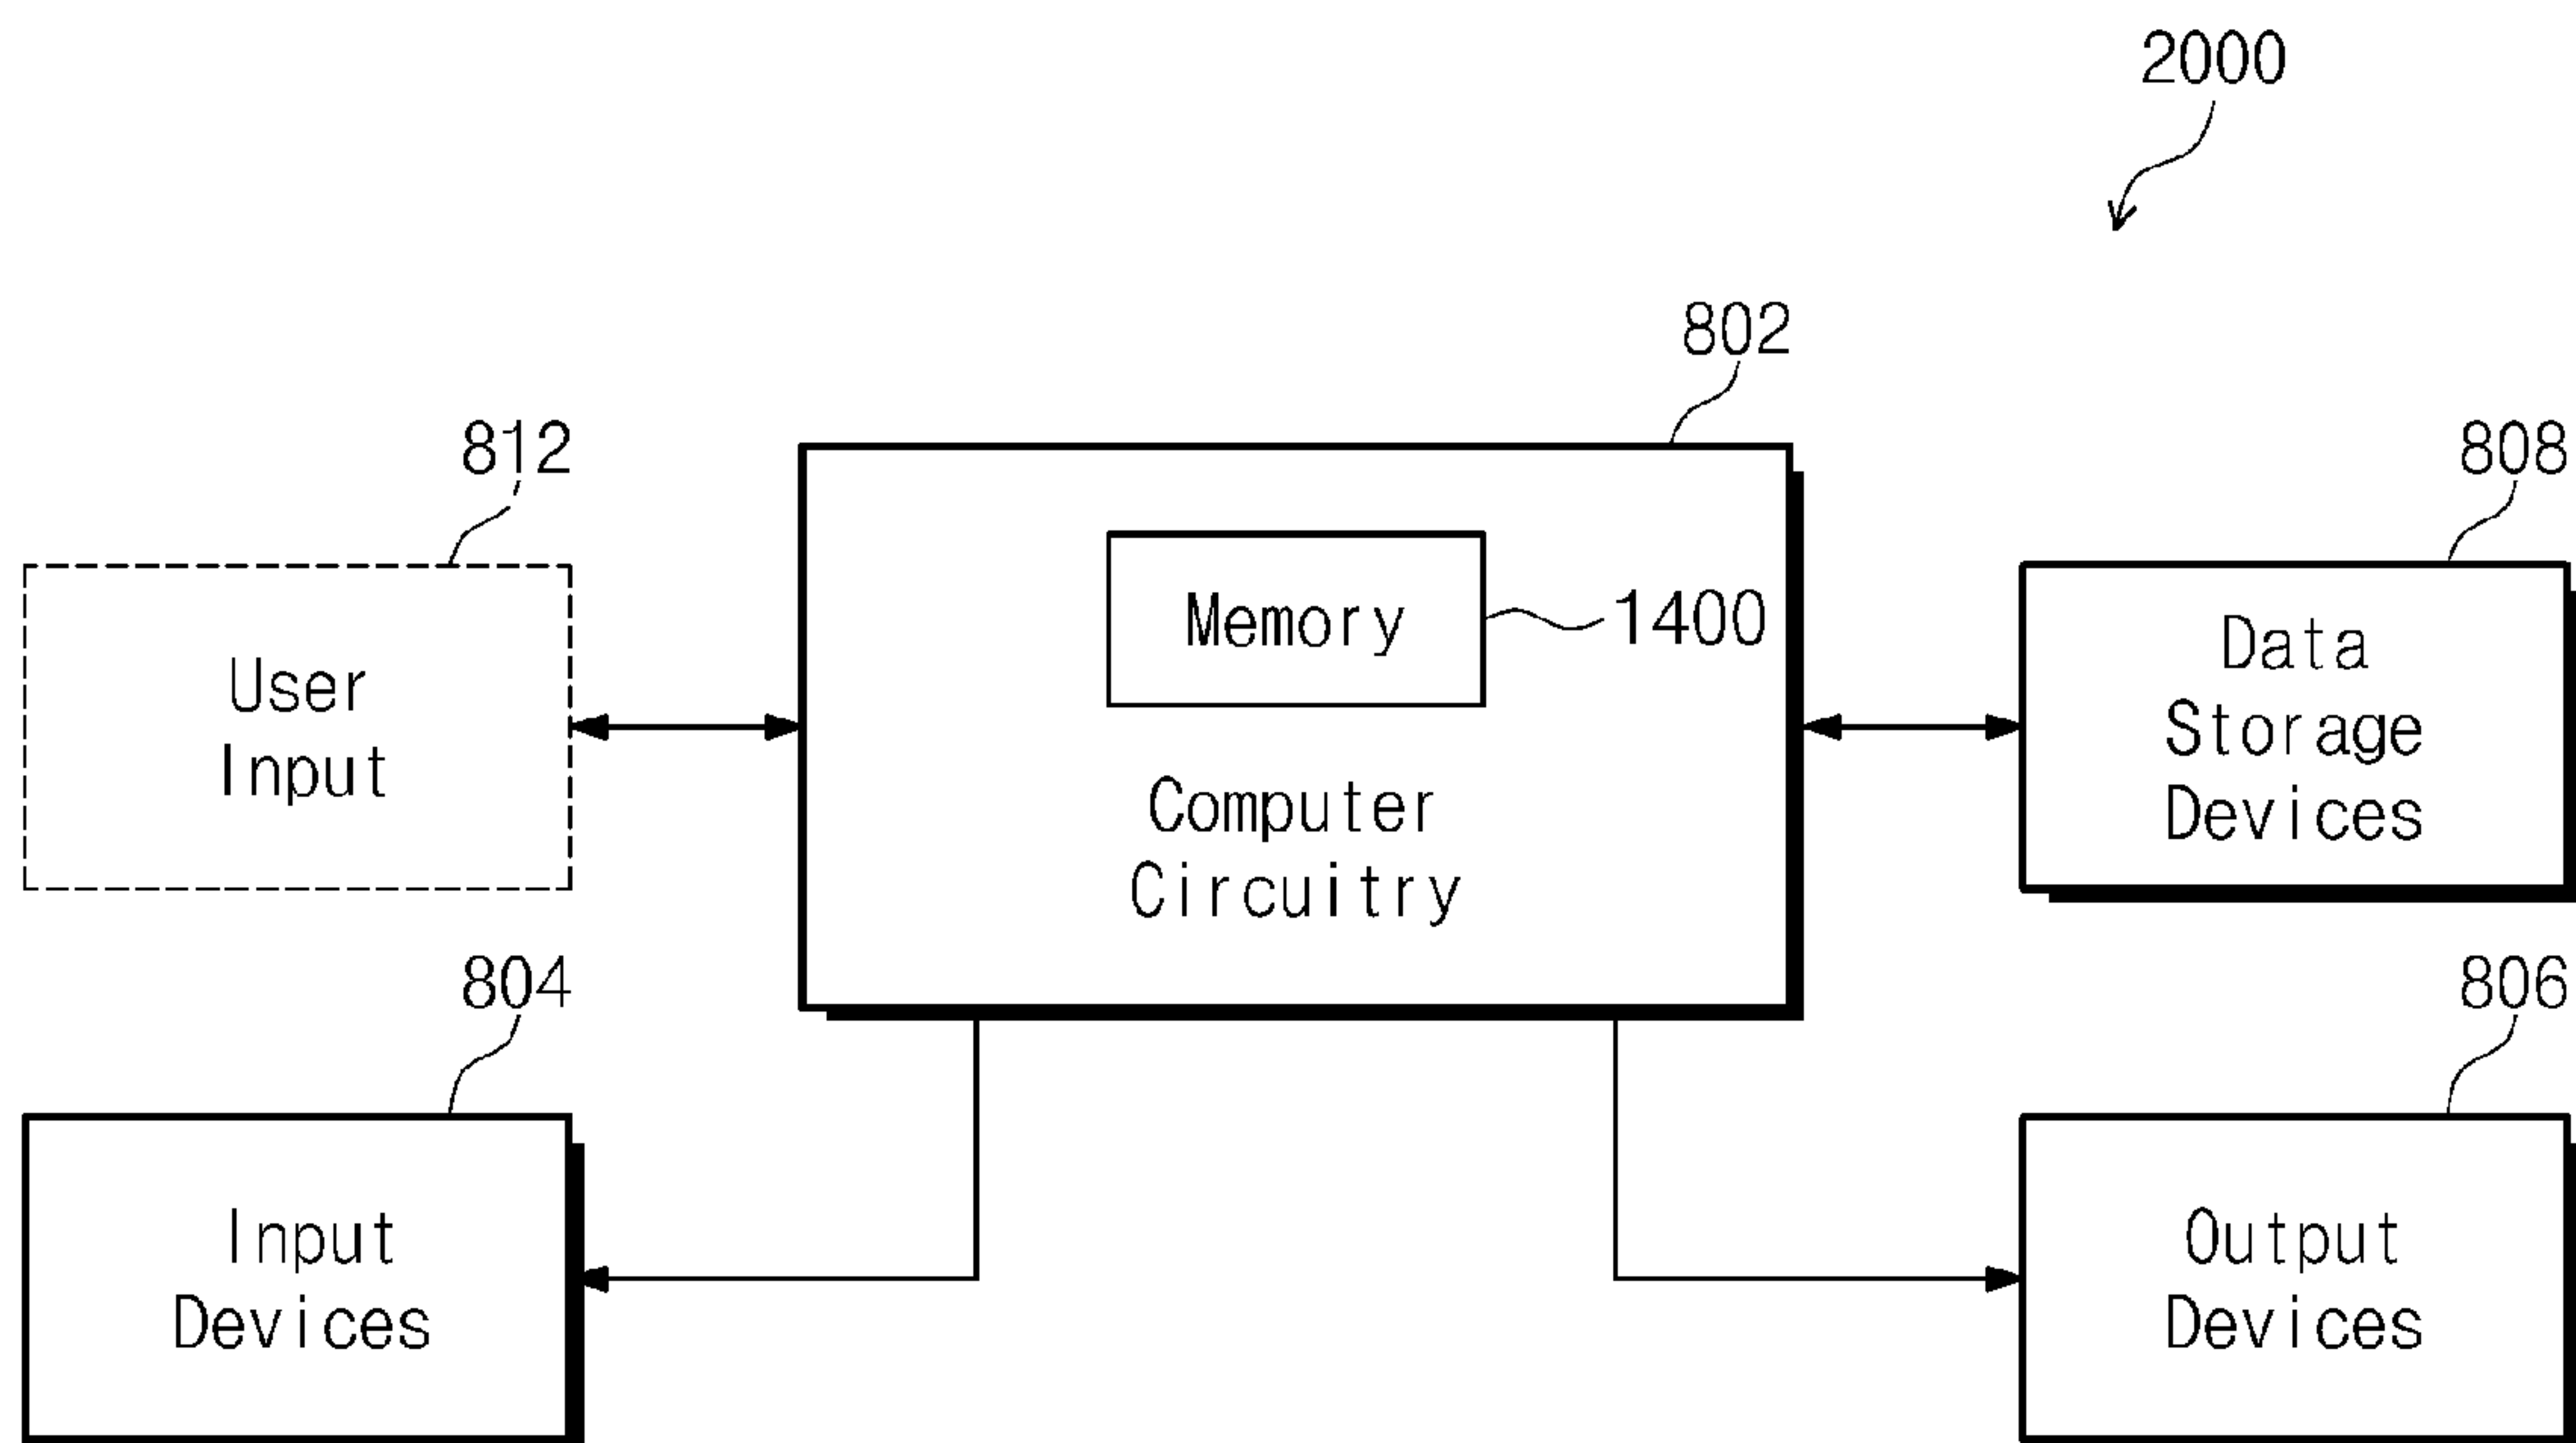 2000
802
812
808
Memory
1400
User
Input
Computer
Circuitry
Data
Storage
Devices
804
806
Input
Devices
Output
Devices